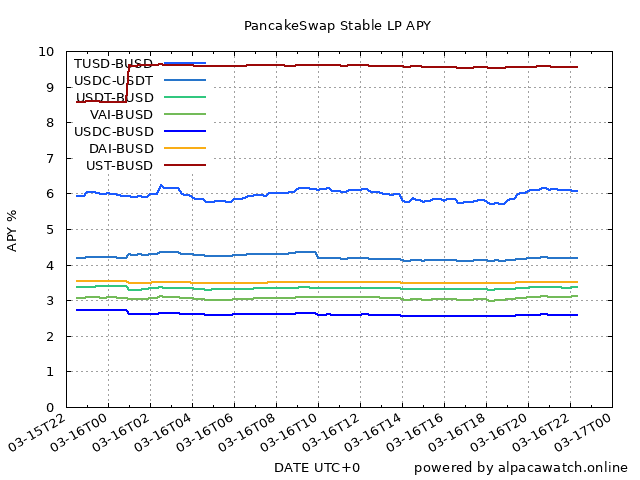 PancakeSwap Stable LP APY
10
9
8
7
6
5
4
3
2
1
0
APY %
TUSD-BUSD
USDC-USDT
USDT-BUSD
VAI-BUSD
USDC-BUSD
DAI-BUSD
UST-BUSD
03-15T22
03-16T00
03-16T02
03-16T04
03-16T06
03-16T08
03-16T10
03-16T12
03-16T14
03-16T16
03-16T18
03-16T20
03-16T22
03-17T00
DATE UTC+0
powered by alpacawatch.online